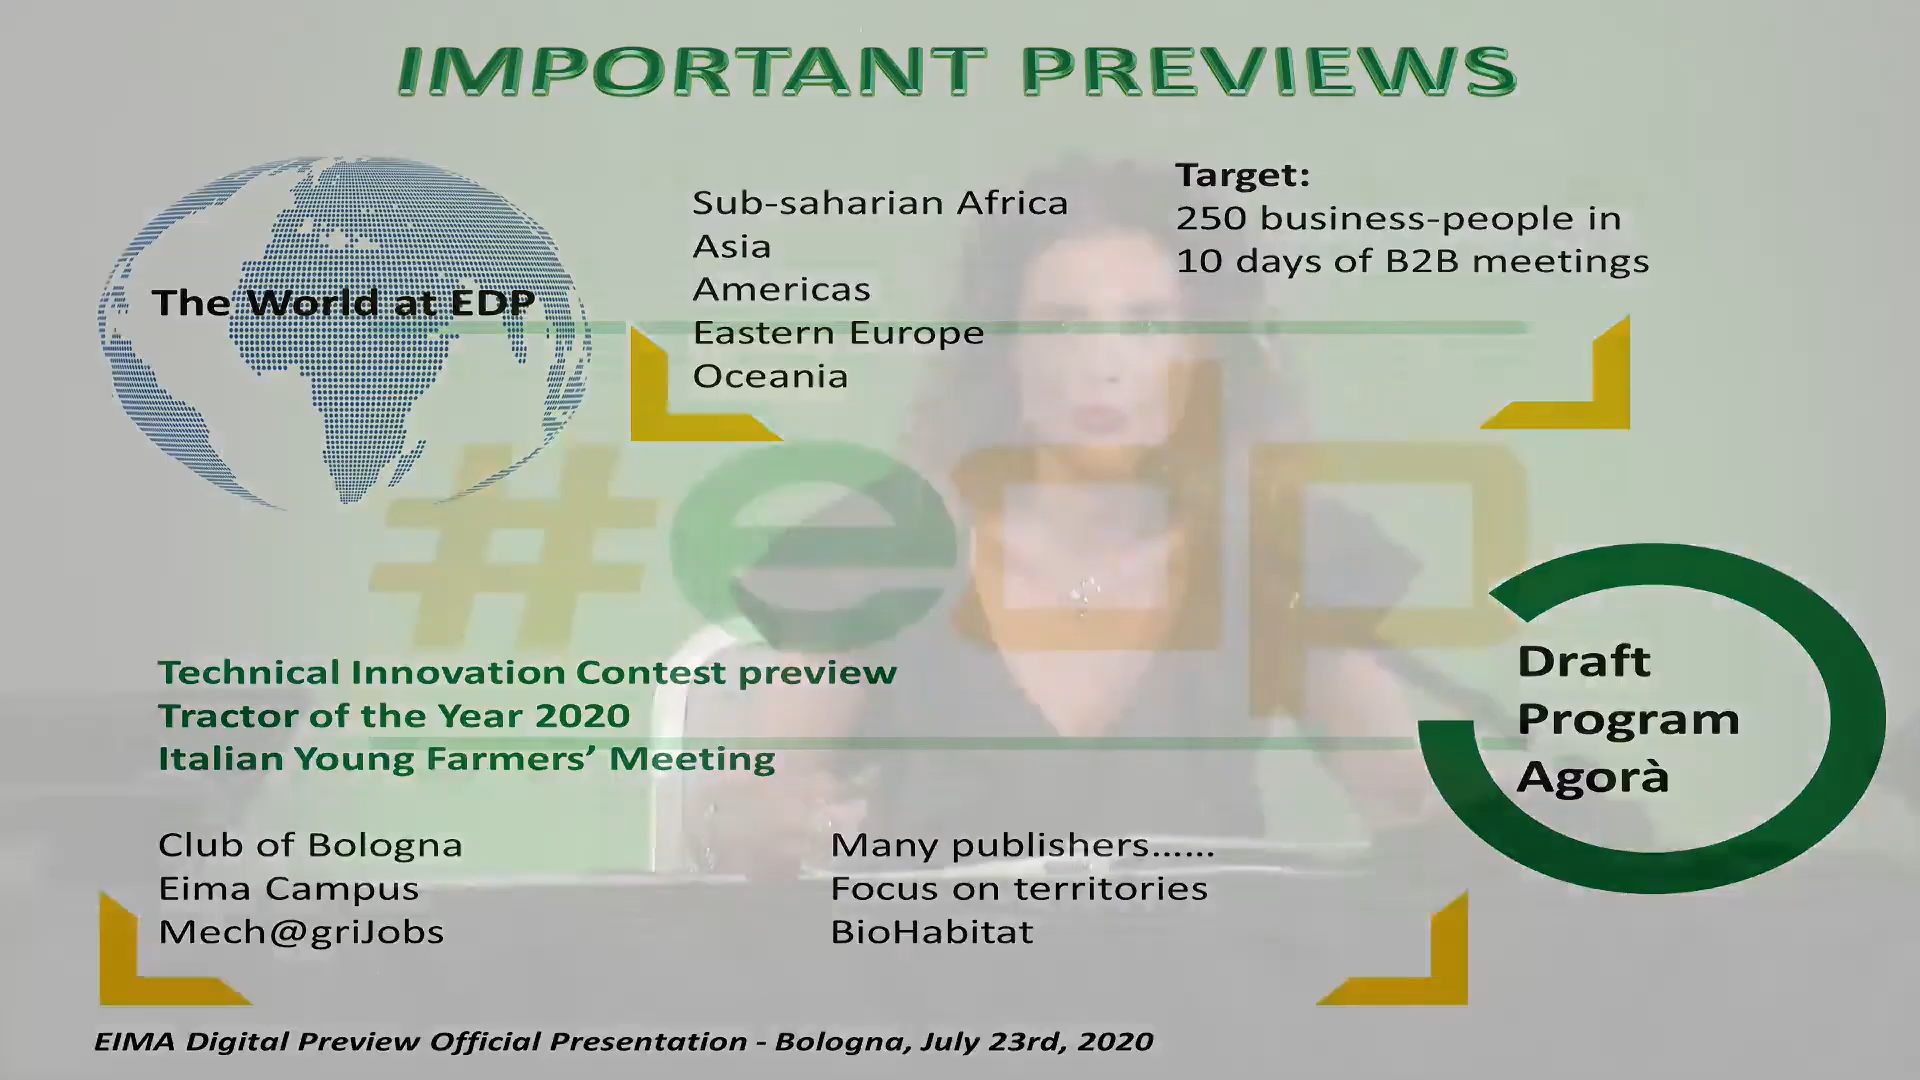 IMPORTANT PREVIEWS
The World at EDP
Sub-saharian Africa
Asia
Americas
Eastern Europe
Oceania
Target:
250 business-people in
10 days of B2B meetings
#edp
Technical Innovation Contest preview
Tractor of the Year 2020
Italian Young Farmers’ Meeting
Draft
Program
Agorà
Club of Bologna
Eima Campus
Mech@griJobs
Many publishers......
Focus on territories
BioHabitat
EIMA Digital Preview Official Presentation - Bologna, July 23rd, 2020